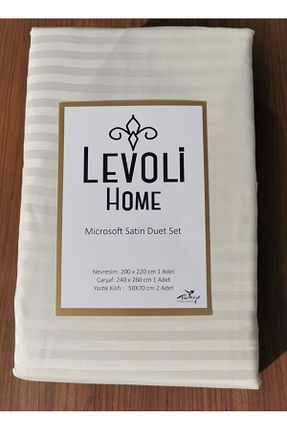 LEVOLİ
HOME
Microsoft Satin Duet Set
Nevresim: 200 x 220 cm 1 Adet
Çarşaf: 240 x 260 cm 1 Adet
Yastık Kılıfı : 50X70 cm 2 Adet